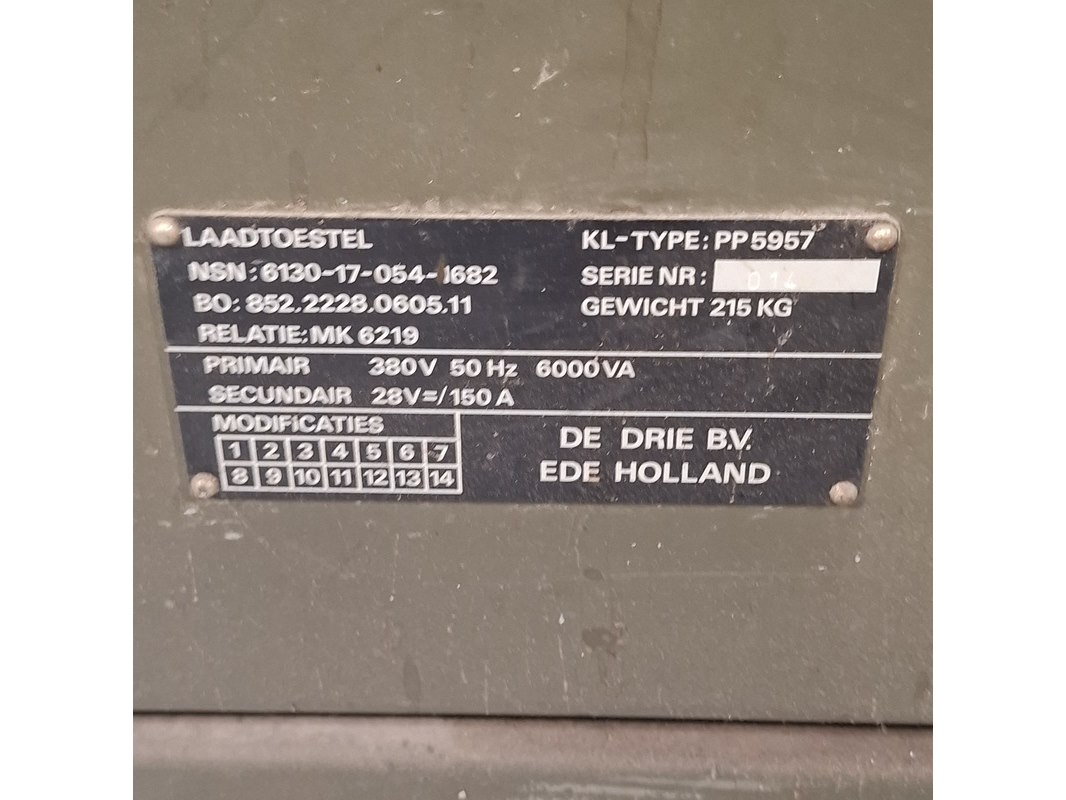 LAADTOESTEL KL-TYPE: PP5957
NSN: 6130-17-054-1682 SERIE NR: 014
BO: 852.2228.0605.11 GEWICHT 215 KG
RELATIE: MK 6219
PRIMAIR 380V 50 Hz 6000VA
SECUNDAIR 28V=/150 A
MODIFICATIES
1 2 3 4 5 6 7
8 9 10 11 12 13 14
DE DRIE B.V.
EDE HOLLAND